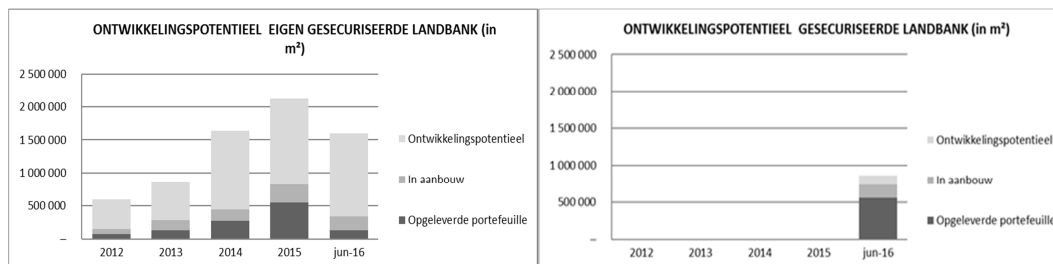 ONTWIKKELINGSPOTENTIEEL EIGEN GESECURISEERDE LANDBANK (in
m²)
2 500 000
2 000 000
1 500 000
1 000 000
500 000
–
2012
2013
2014
2015
jun-16
Ontwikkelingspotentieel
In aanbouw
Opgeleverde portefeuille
ONTWIKKELINGSPOTENTIEEL GESECURISEERDE LANDBANK (in m²)
2 500 000
2 000 000
1 500 000
1 000 000
500 000
–
2012
2013
2014
2015
jun-16
Ontwikkelingspotentieel
In aanbouw
Opgeleverde portefeuille